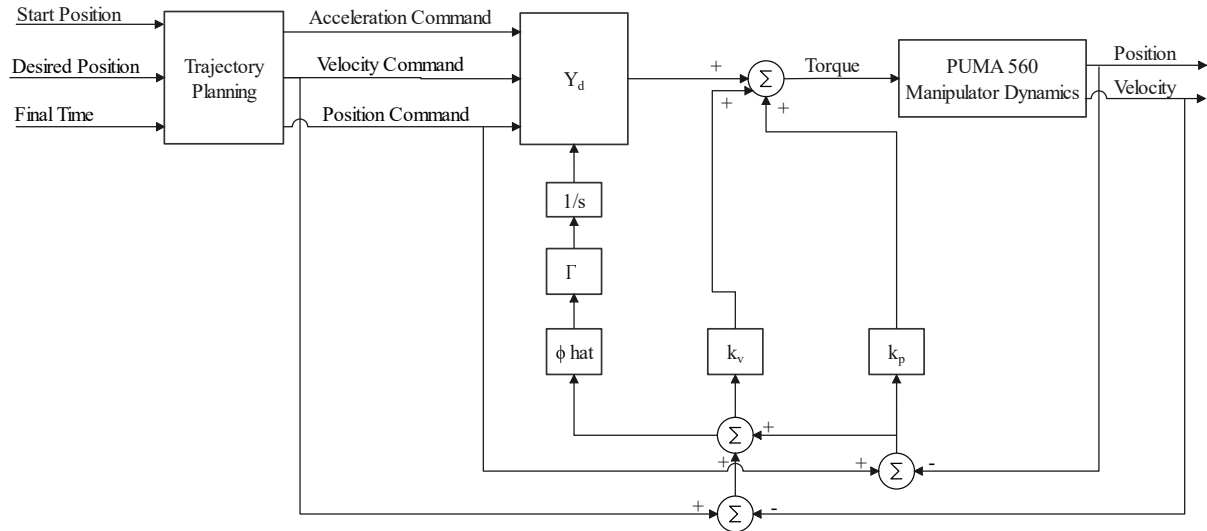 Start Position
Acceleration Command
Desired Position
Trajectory
Planning
Velocity Command
Y_d
+
Σ
Torque
PUMA 560
Manipulator Dynamics
Position
Velocity
+
+
Final Time
Position Command
1/s
Γ
ϕ hat
k_v
k_p
Σ
+
+
+
Σ
-
+
Σ
-